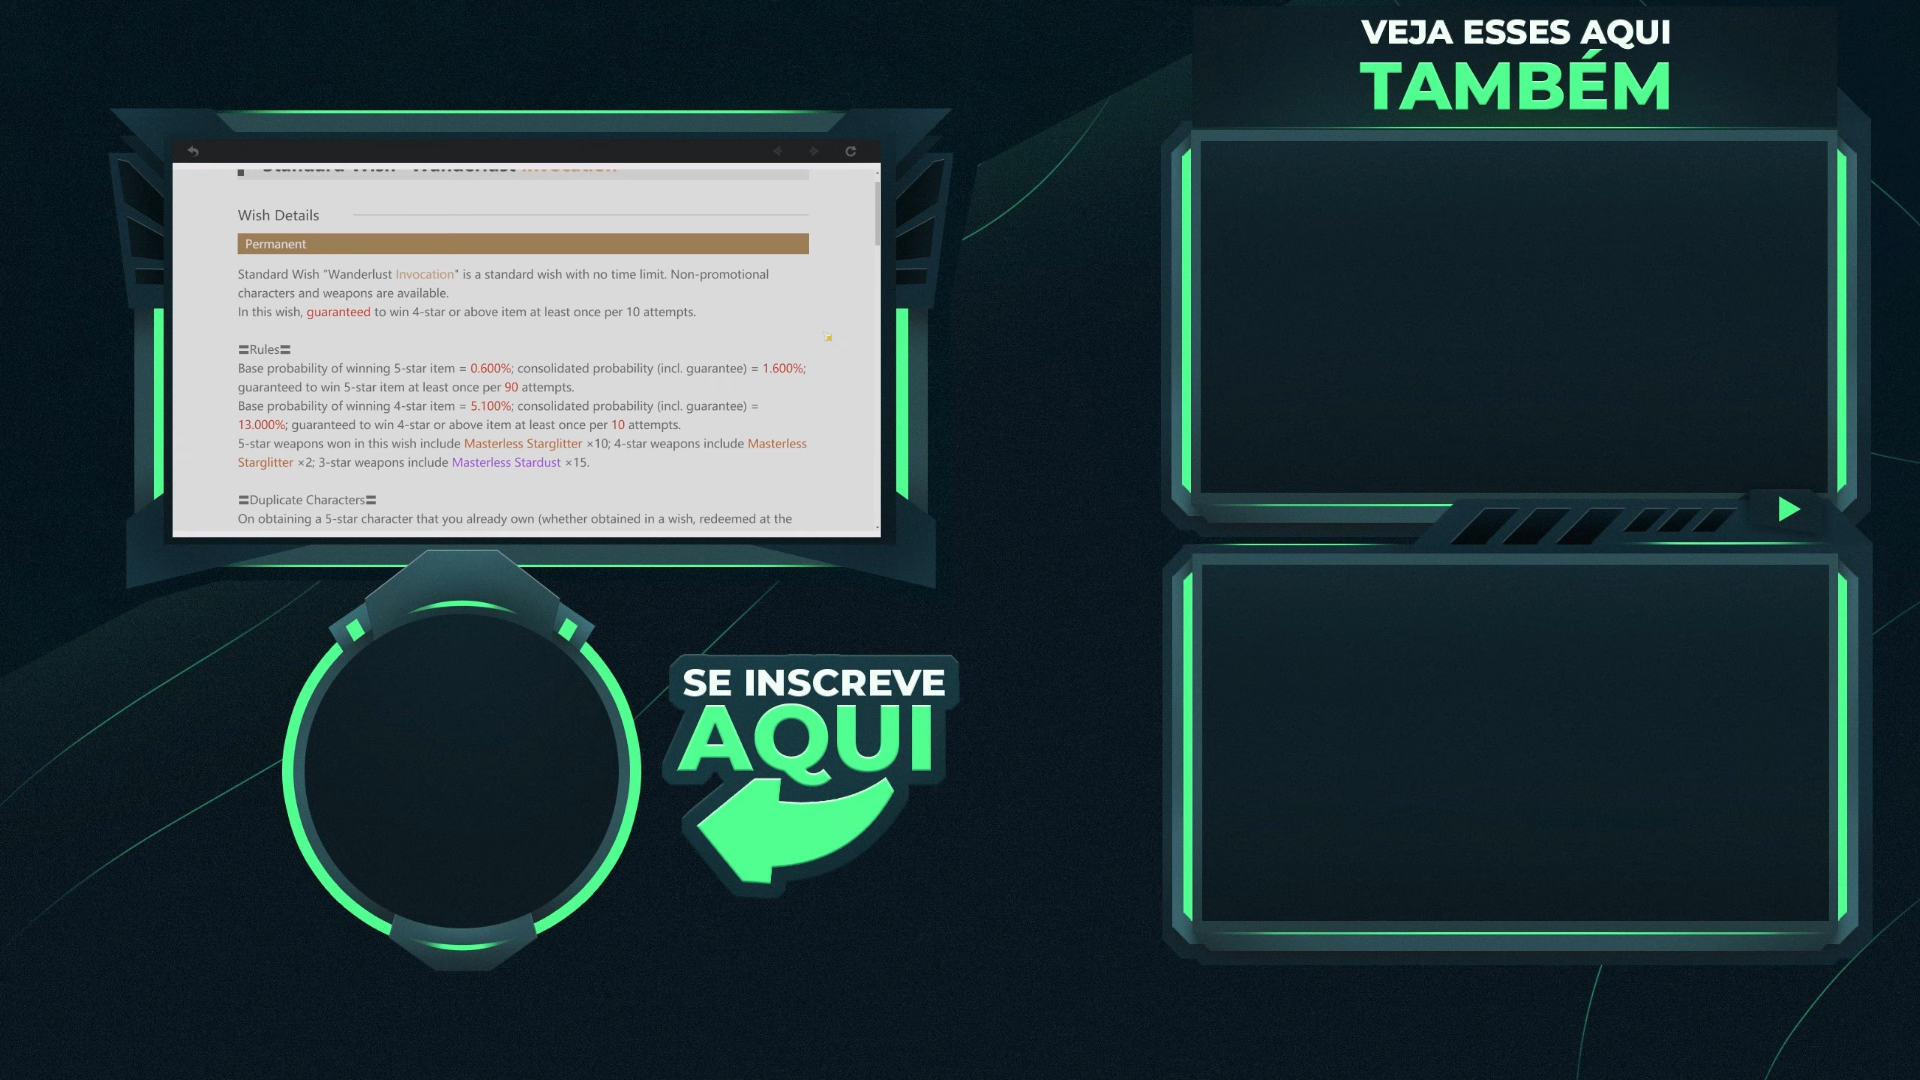 Standard Wish "Wanderlust Invocation"
Wish Details
Permanent
Standard Wish "Wanderlust Invocation" is a standard wish with no time limit. Non-promotional
characters and weapons are available.
In this wish, guaranteed to win 4-star or above item at least once per 10 attempts.
〓Rules〓
Base probability of winning 5-star item = 0.600%; consolidated probability (incl. guarantee) = 1.600%;
guaranteed to win 5-star item at least once per 90 attempts.
Base probability of winning 4-star item = 5.100%; consolidated probability (incl. guarantee) =
13.000%; guaranteed to win 4-star or above item at least once per 10 attempts.
5-star weapons won in this wish include Masterless Starglitter ×10; 4-star weapons include Masterless
Starglitter ×2; 3-star weapons include Masterless Stardust ×15.
〓Duplicate Characters〓
On obtaining a 5-star character that you already own (whether obtained in a wish, redeemed at the
SE INSCREVE
AQUI
VEJA ESSES AQUI
TAMBÉM